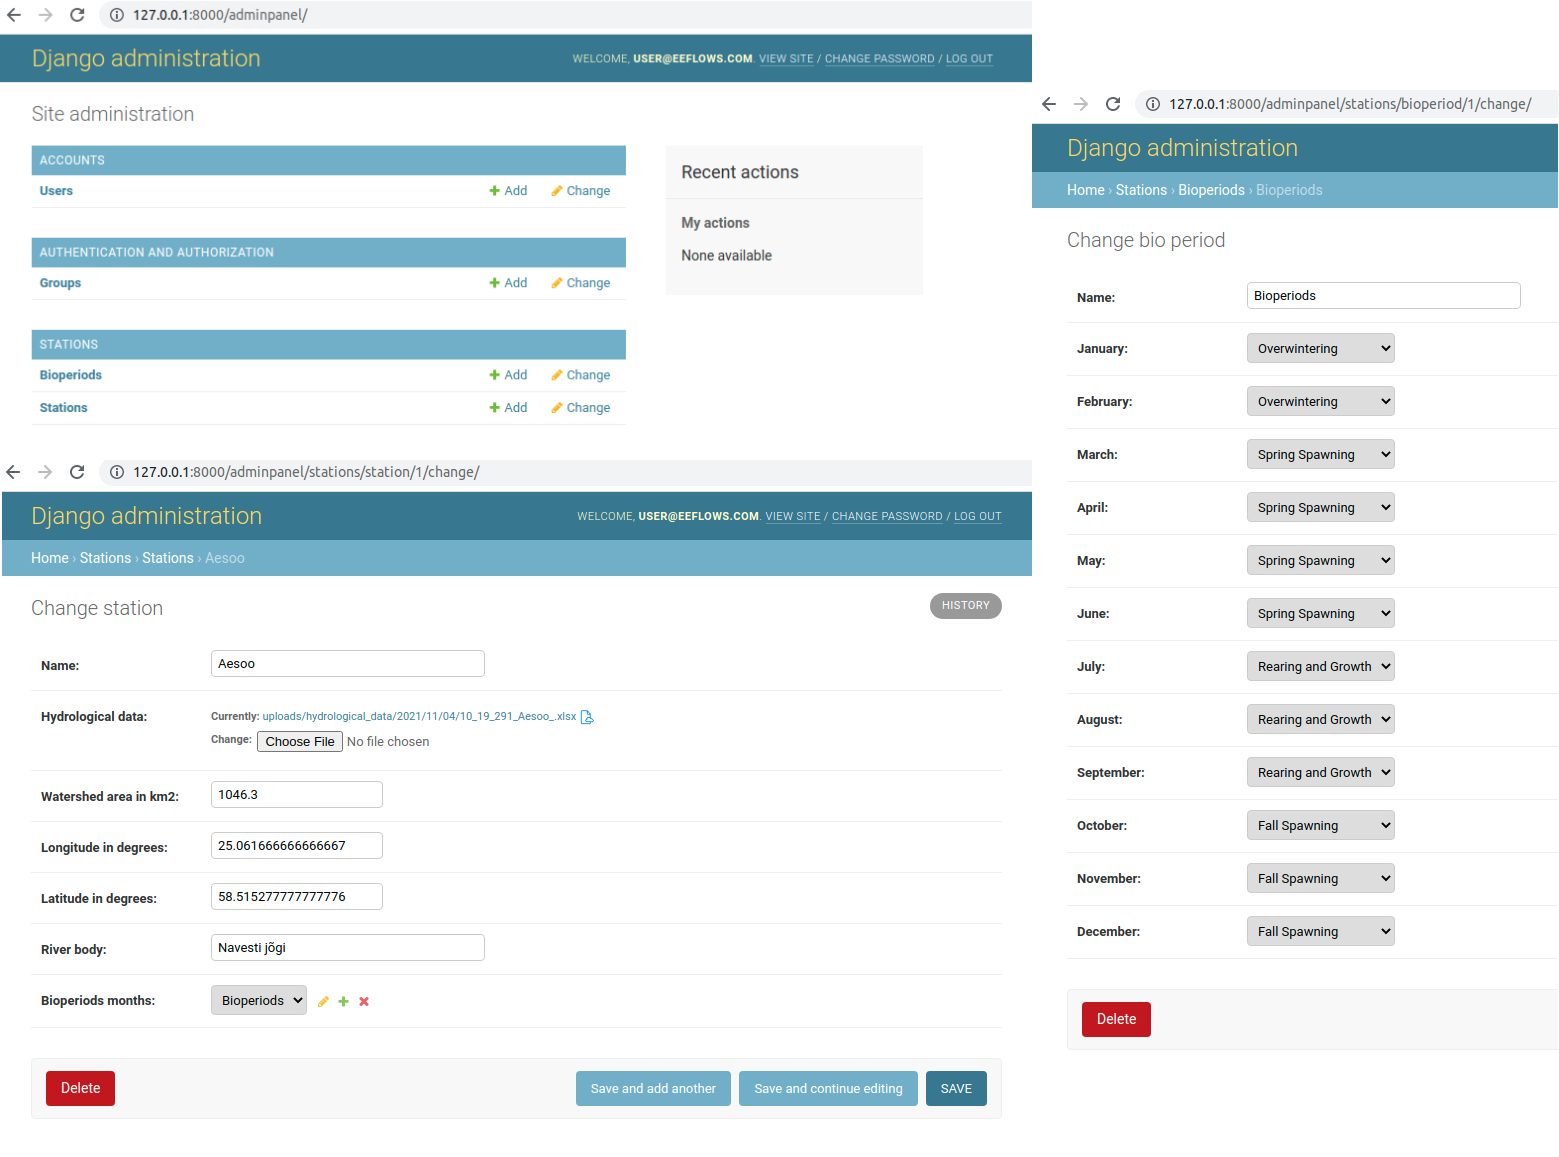 127.0.0.1:8000/adminpanel/
Django administration
WELCOME, USER@EEFLOWS.COM. VIEW SITE / CHANGE PASSWORD / LOG OUT
Site administration
ACCOUNTS
Users Add Change
AUTHENTICATION AND AUTHORIZATION
Groups Add Change
STATIONS
Bioperiods Add Change
Stations Add Change
Recent actions
My actions
None available
127.0.0.1:8000/adminpanel/stations/station/1/change/
Django administration
WELCOME, USER@EEFLOWS.COM. VIEW SITE / CHANGE PASSWORD / LOG OUT
Home › Stations › Stations › Aesoo
Change station
HISTORY
Name: Aesoo
Hydrological data: Currently: uploads/hydrological_data/2021/11/04/10_19_291_Aesoo_.xlsx
Change: Choose File No file chosen
Watershed area in km2: 1046.3
Longitude in degrees: 25.061666666666667
Latitude in degrees: 58.515277777777776
River body: Navesti jõgi
Bioperiods months: Bioperiods
Delete
Save and add another
Save and continue editing
SAVE
127.0.0.1:8000/adminpanel/stations/bioperiod/1/change/
Django administration
Home › Stations › Bioperiods › Bioperiods
Change bio period
Name: Bioperiods
January: Overwintering
February: Overwintering
March: Spring Spawning
April: Spring Spawning
May: Spring Spawning
June: Spring Spawning
July: Rearing and Growth
August: Rearing and Growth
September: Rearing and Growth
October: Fall Spawning
November: Fall Spawning
December: Fall Spawning
Delete